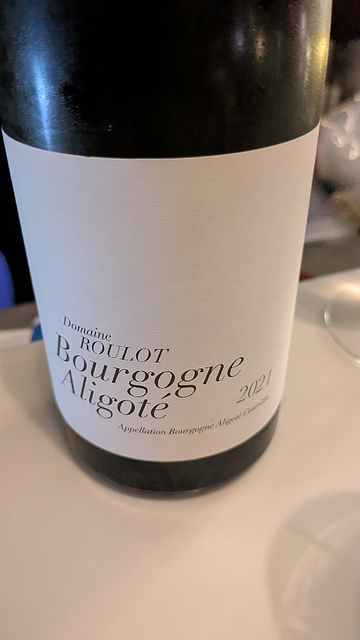 Domaine
ROULOT
Bourgogne
Aligoté
2021
Appellation Bourgogne Aligoté Contrôlée